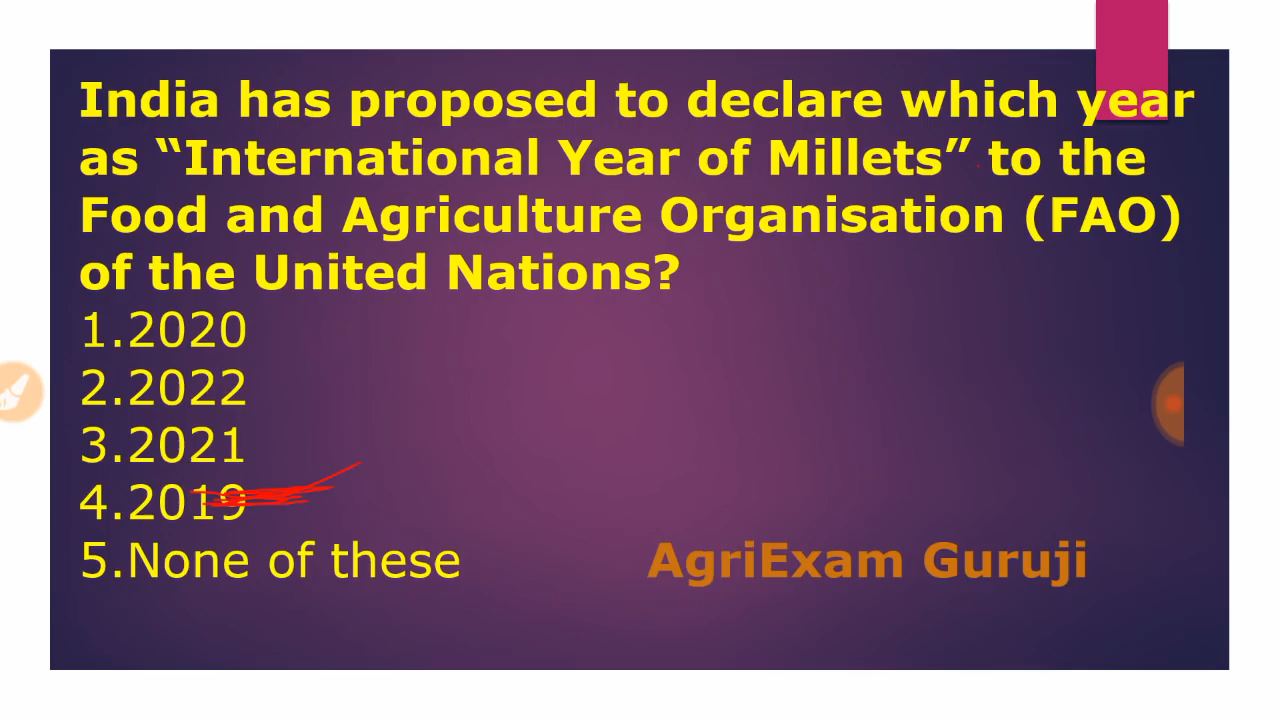 India has proposed to declare which year
as “International Year of Millets” to the
Food and Agriculture Organisation (FAO)
of the United Nations?
1.2020
2.2022
3.2021
4.2019
5.None of these
AgriExam Guruji